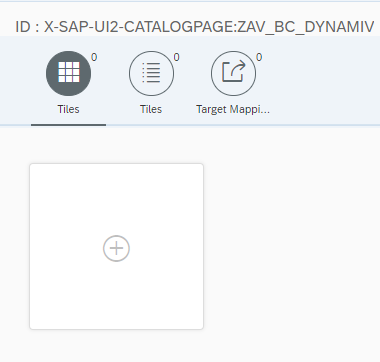 ID : X-SAP-UI2-CATALOGPAGE:ZAV_BC_DYNAMIV
0 0 0
Tiles Tiles Target Mappi...